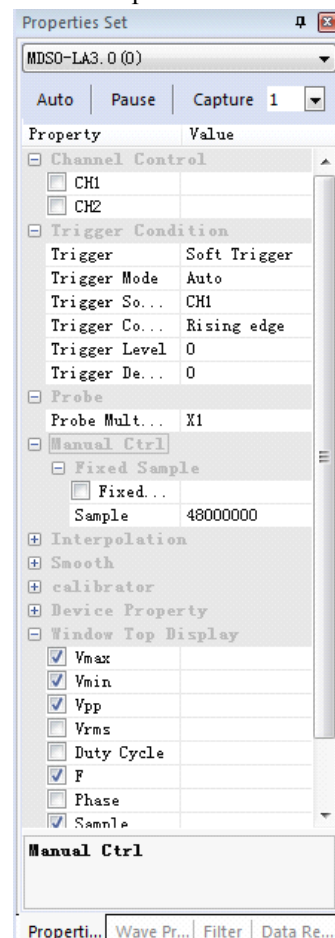 Properties Set
MDSO-LA3.0(0)
Auto Pause Capture 1
Property Value
Channel Control
CH1
CH2
Trigger Condition
Trigger Soft Trigger
Trigger Mode Auto
Trigger So... CH1
Trigger Co... Rising edge
Trigger Level 0
Trigger De... 0
Probe
Probe Mult... X1
Manual Ctrl
Fixed Sample
Fixed...
Sample 48000000
Interpolation
Smooth
calibrator
Device Property
Window Top Display
Vmax
Vmin
Vpp
Vrms
Duty Cycle
F
Phase
Sample
Manual Ctrl
Properti... Wave Pr... Filter Data Re...